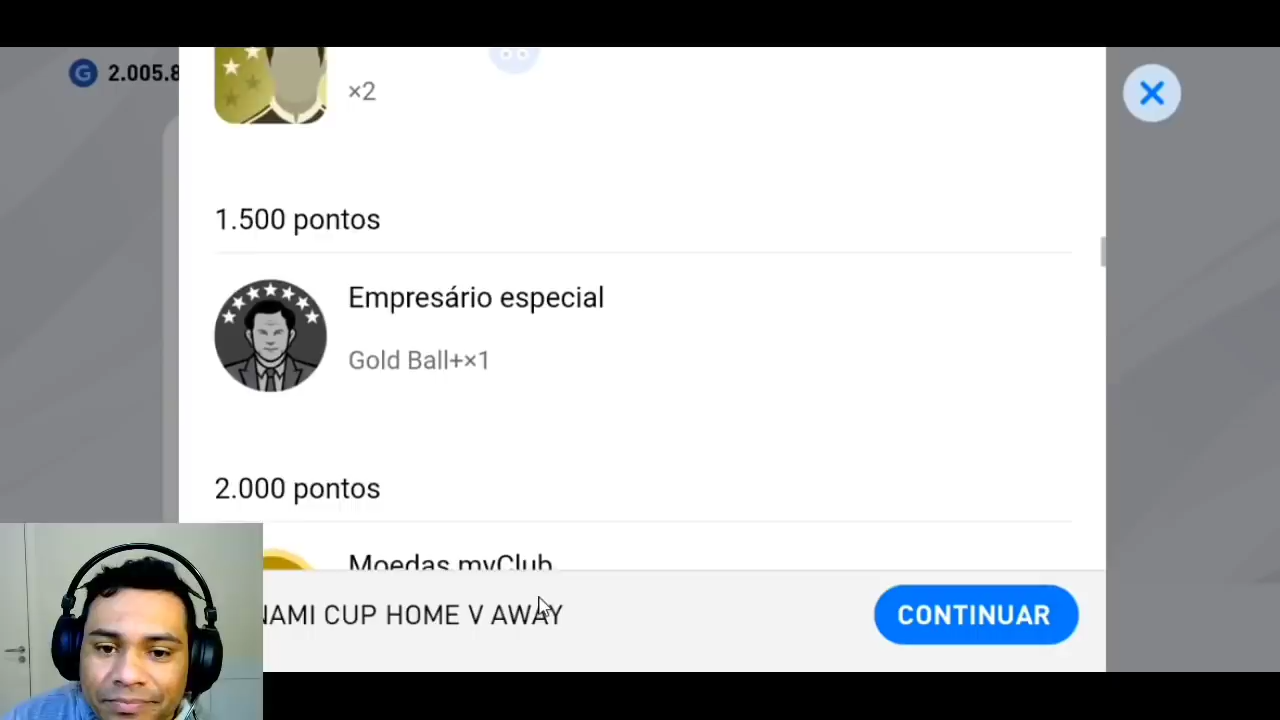 2.005.8
×2
1.500 pontos
Empresário especial
Gold Ball+×1
2.000 pontos
Moedas myClub
NAMI CUP HOME V AWAY
CONTINUAR